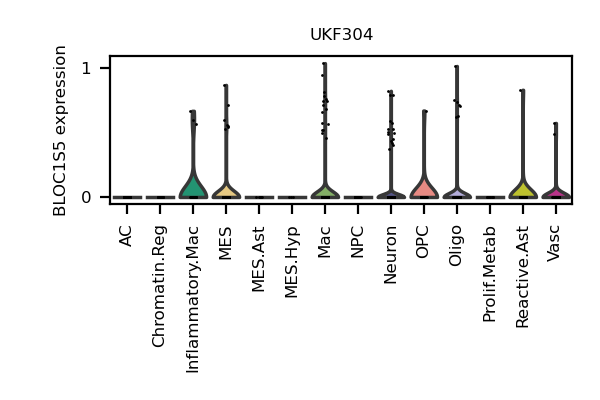 UKF304
BLOC1S5 expression
1
0
AC
Chromatin.Reg
Inflammatory.Mac
MES
MES.Ast
MES.Hyp
Mac
NPC
Neuron
OPC
Oligo
Prolif.Metab
Reactive.Ast
Vasc